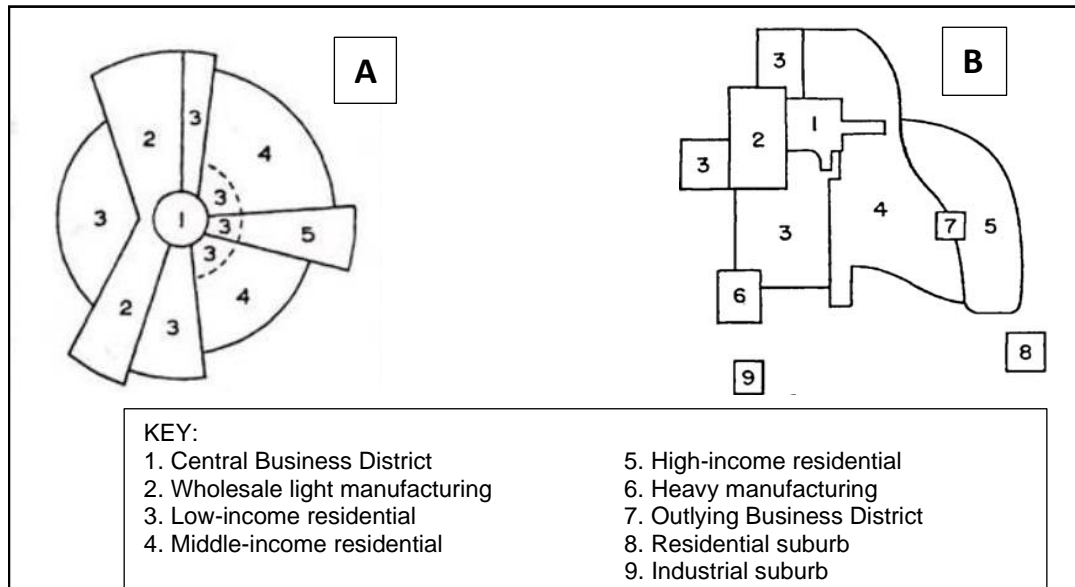 A
3
2
4
3
3
1
3
3
5
4
2
3
B
3
1
2
3
4
3
7
5
6
8
9
KEY:
1. Central Business District
2. Wholesale light manufacturing
3. Low-income residential
4. Middle-income residential
5. High-income residential
6. Heavy manufacturing
7. Outlying Business District
8. Residential suburb
9. Industrial suburb